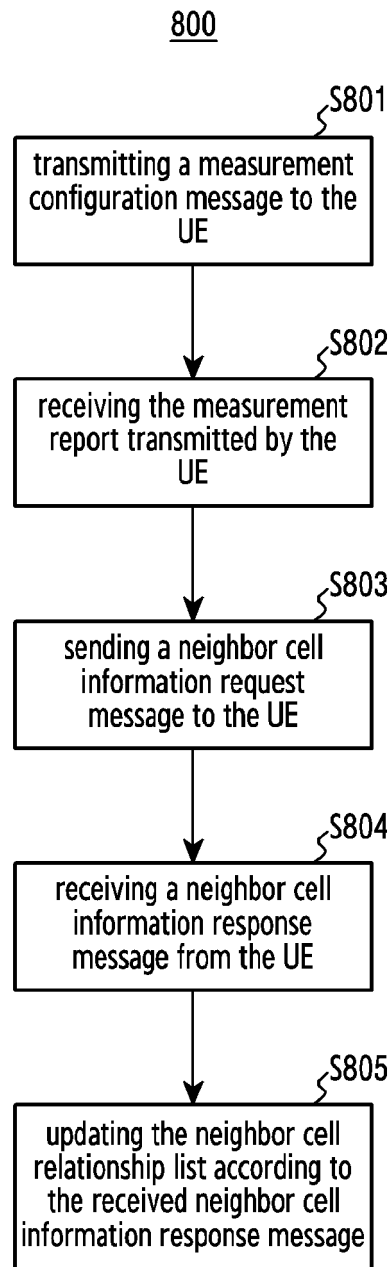 800
S801
transmitting a measurement
configuration message to the
UE
S802
receiving the measurement
report transmitted by the
UE
S803
sending a neighbor cell
information request
message to the UE
S804
receiving a neighbor cell
information response
message from the UE
S805
updating the neighbor cell
relationship list according to
the received neighbor cell
information response message